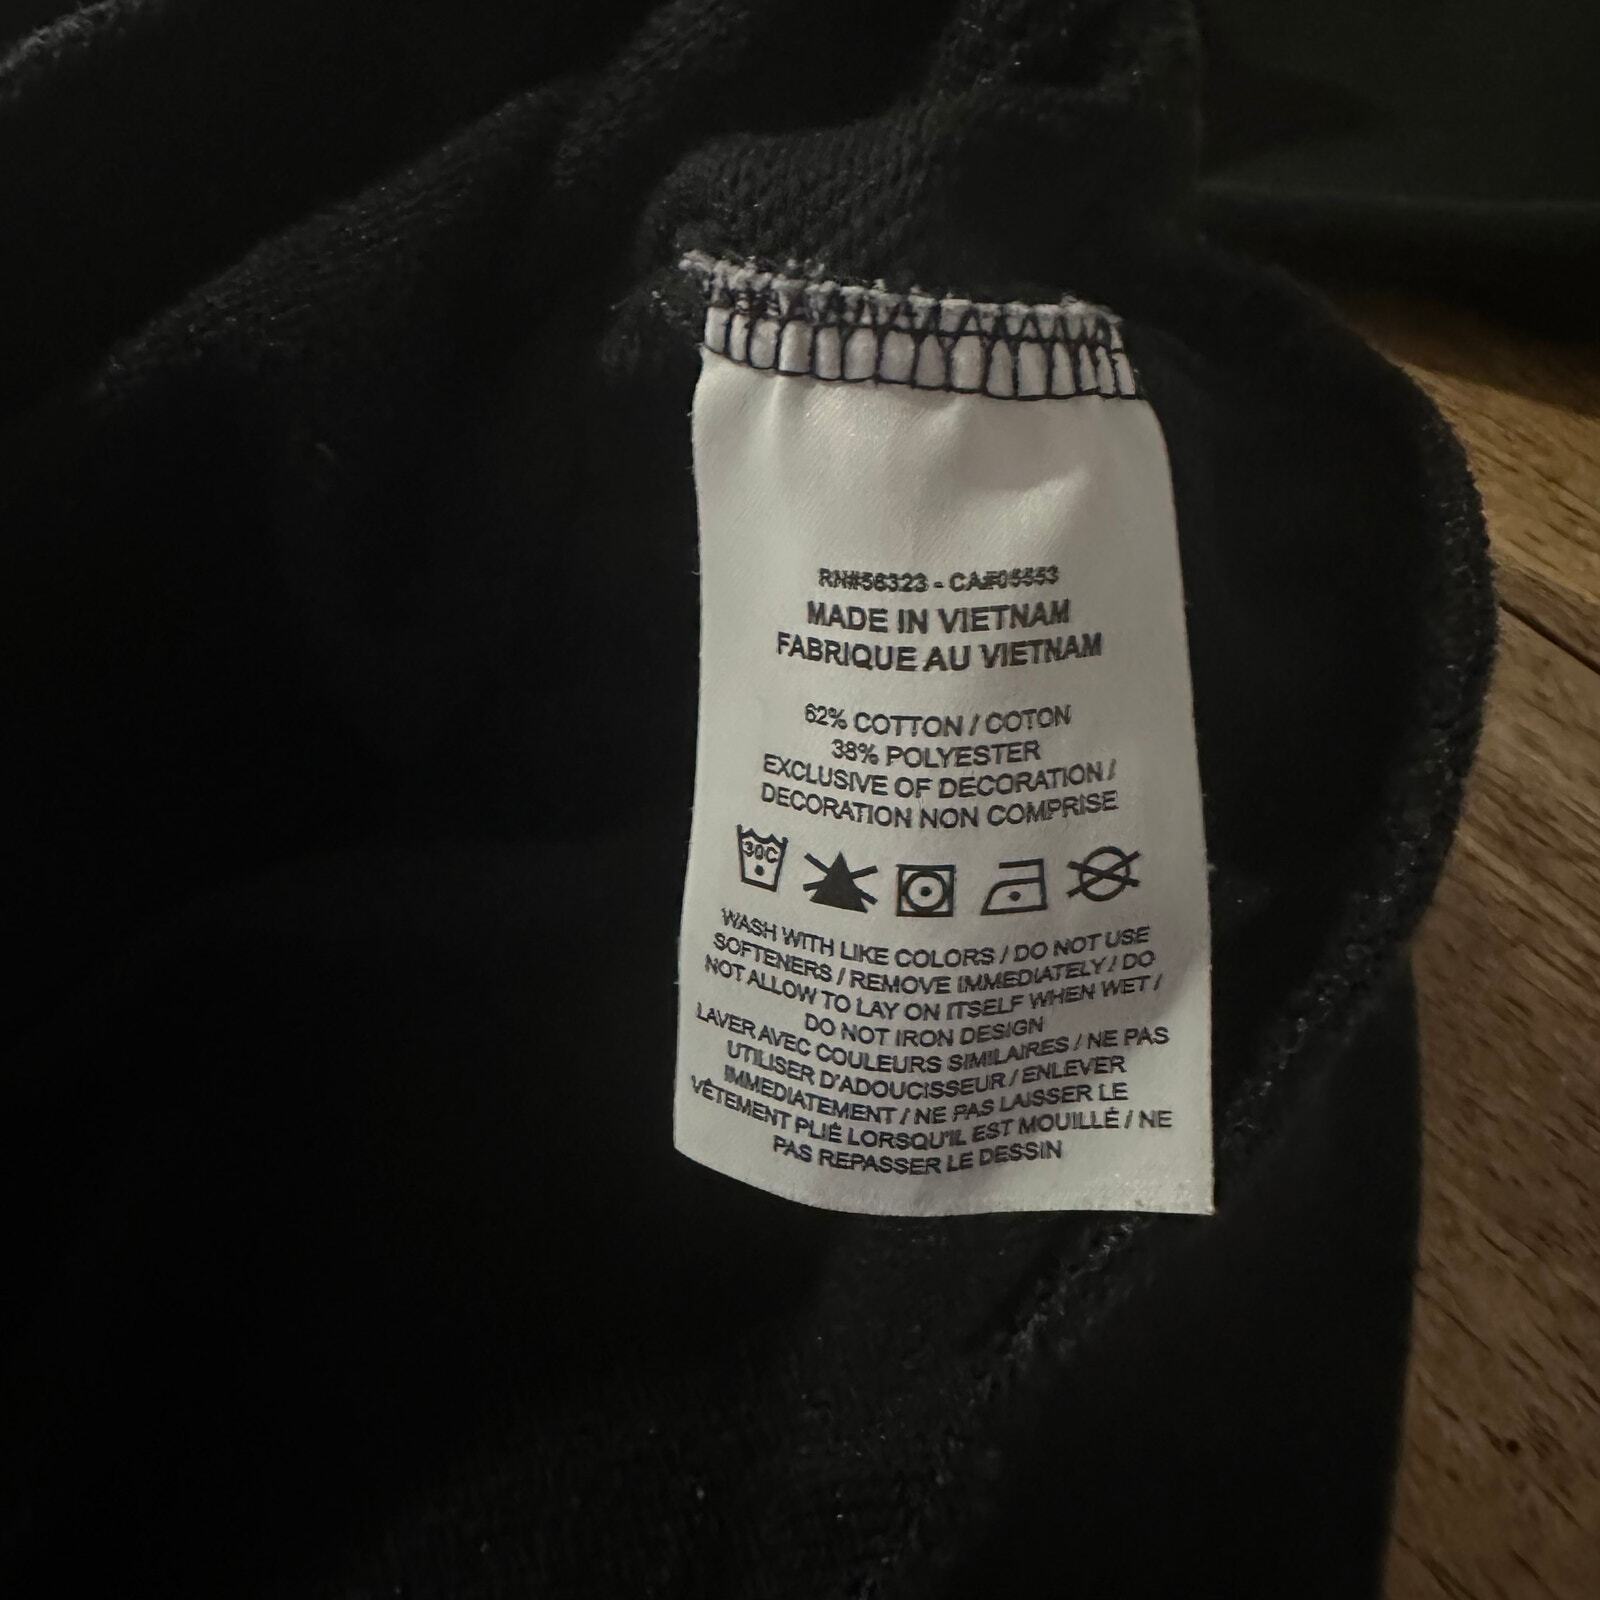 RN#56323 - CA#05553
MADE IN VIETNAM
FABRIQUE AU VIETNAM
62% COTTON / COTON
38% POLYESTER
EXCLUSIVE OF DECORATION /
DECORATION NON COMPRISE
30C
WASH WITH LIKE COLORS / DO NOT USE
SOFTENERS / REMOVE IMMEDIATELY / DO
NOT ALLOW TO LAY ON ITSELF WHEN WET /
DO NOT IRON DESIGN
LAVER AVEC COULEURS SIMILAIRES / NE PAS
UTILISER D'ADOUCISSEUR / ENLEVER
IMMEDIATEMENT / NE PAS LAISSER LE
VÊTEMENT PLIÉ LORSQU'IL EST MOUILLÉ / NE
PAS REPASSER LE DESSIN